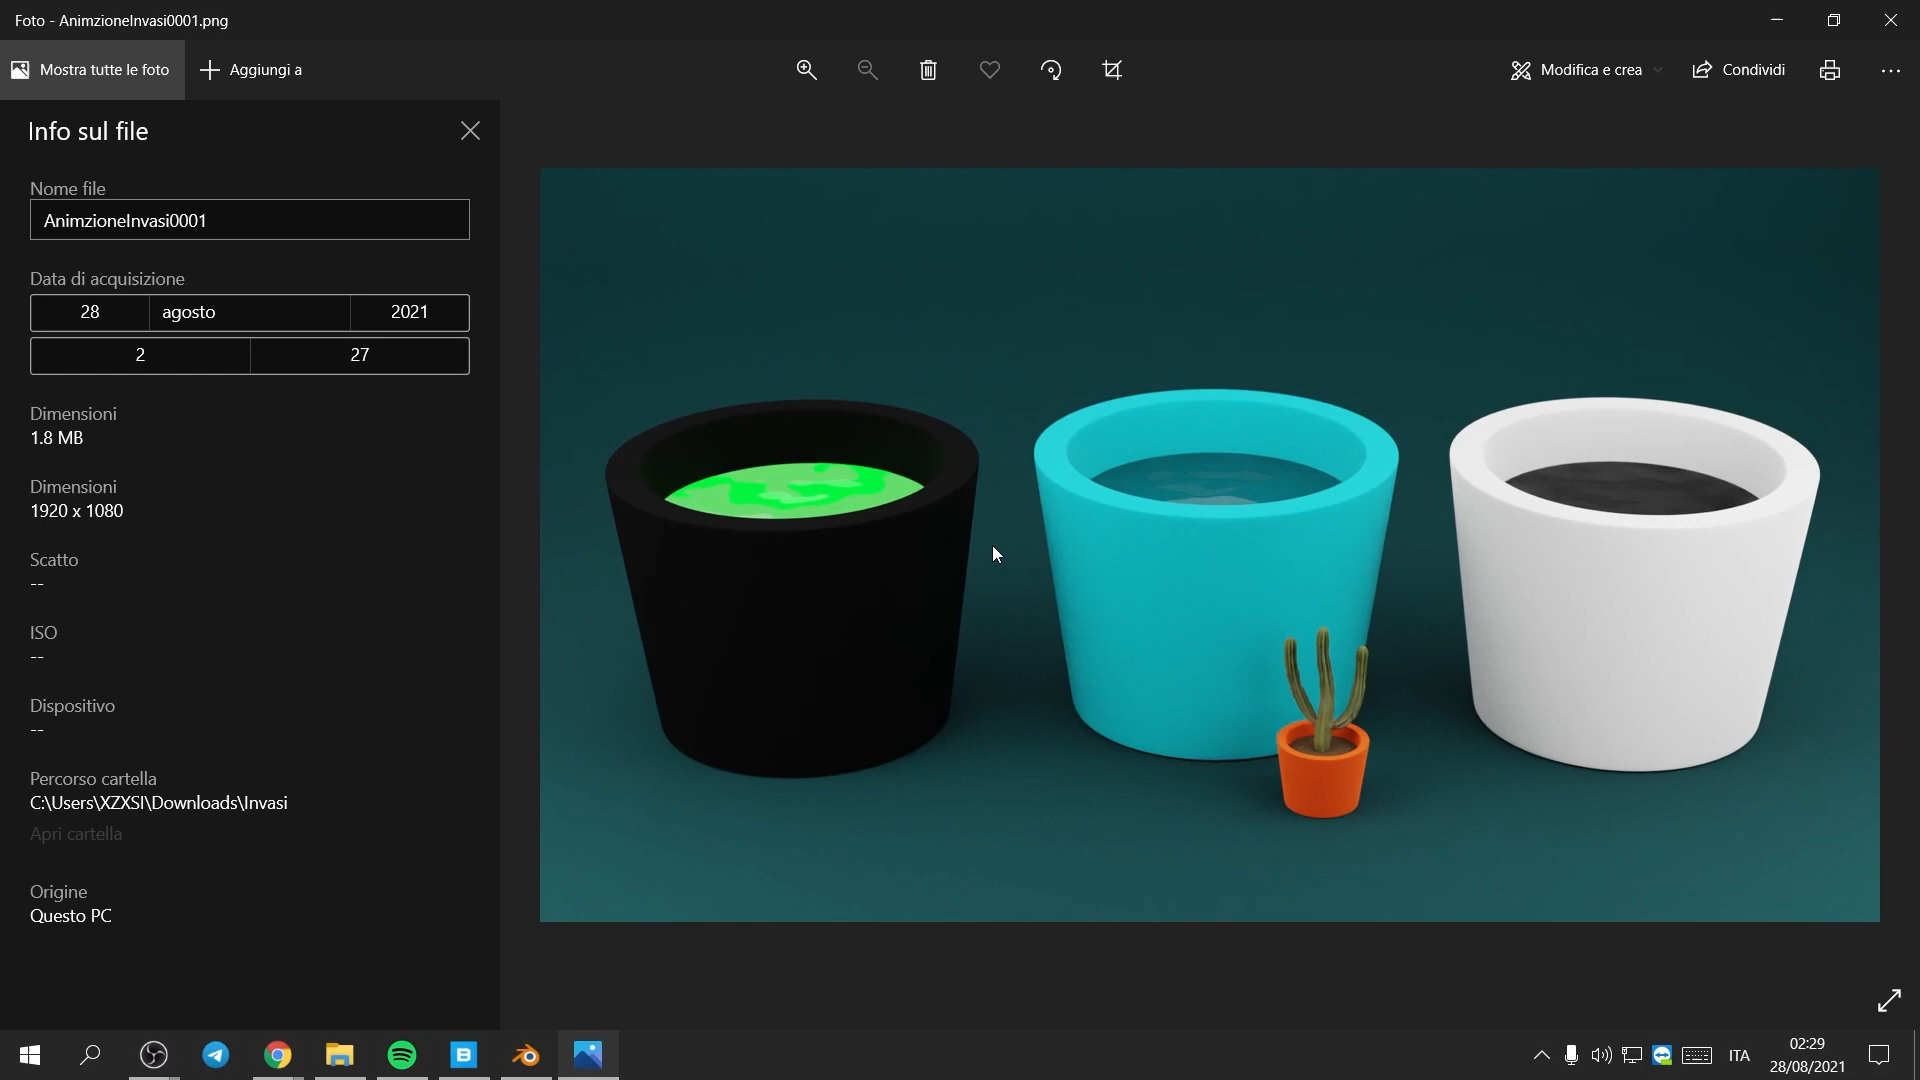 Foto - AnimzioneInvasi0001.png
Mostra tutte le foto
Aggiungi a
Modifica e crea
Condividi
Info sul file
Nome file
AnimzioneInvasi0001
Data di acquisizione
28 agosto 2021
2 27
Dimensioni
1.8 MB
Dimensioni
1920 x 1080
Scatto
--
ISO
--
Dispositivo
--
Percorso cartella
C:\Users\XZXSI\Downloads\Invasi
Apri cartella
Origine
Questo PC
ITA
02:29
28/08/2021